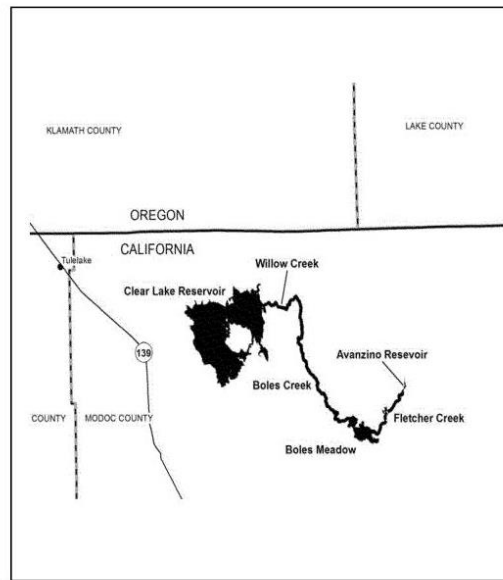 KLAMATH COUNTY
LAKE COUNTY
OREGON
CALIFORNIA
Tulelake
Willow Creek
Clear Lake Reservoir
139
Avanzino Resevoir
Boles Creek
COUNTY
MODOC COUNTY
Fletcher Creek
Boles Meadow